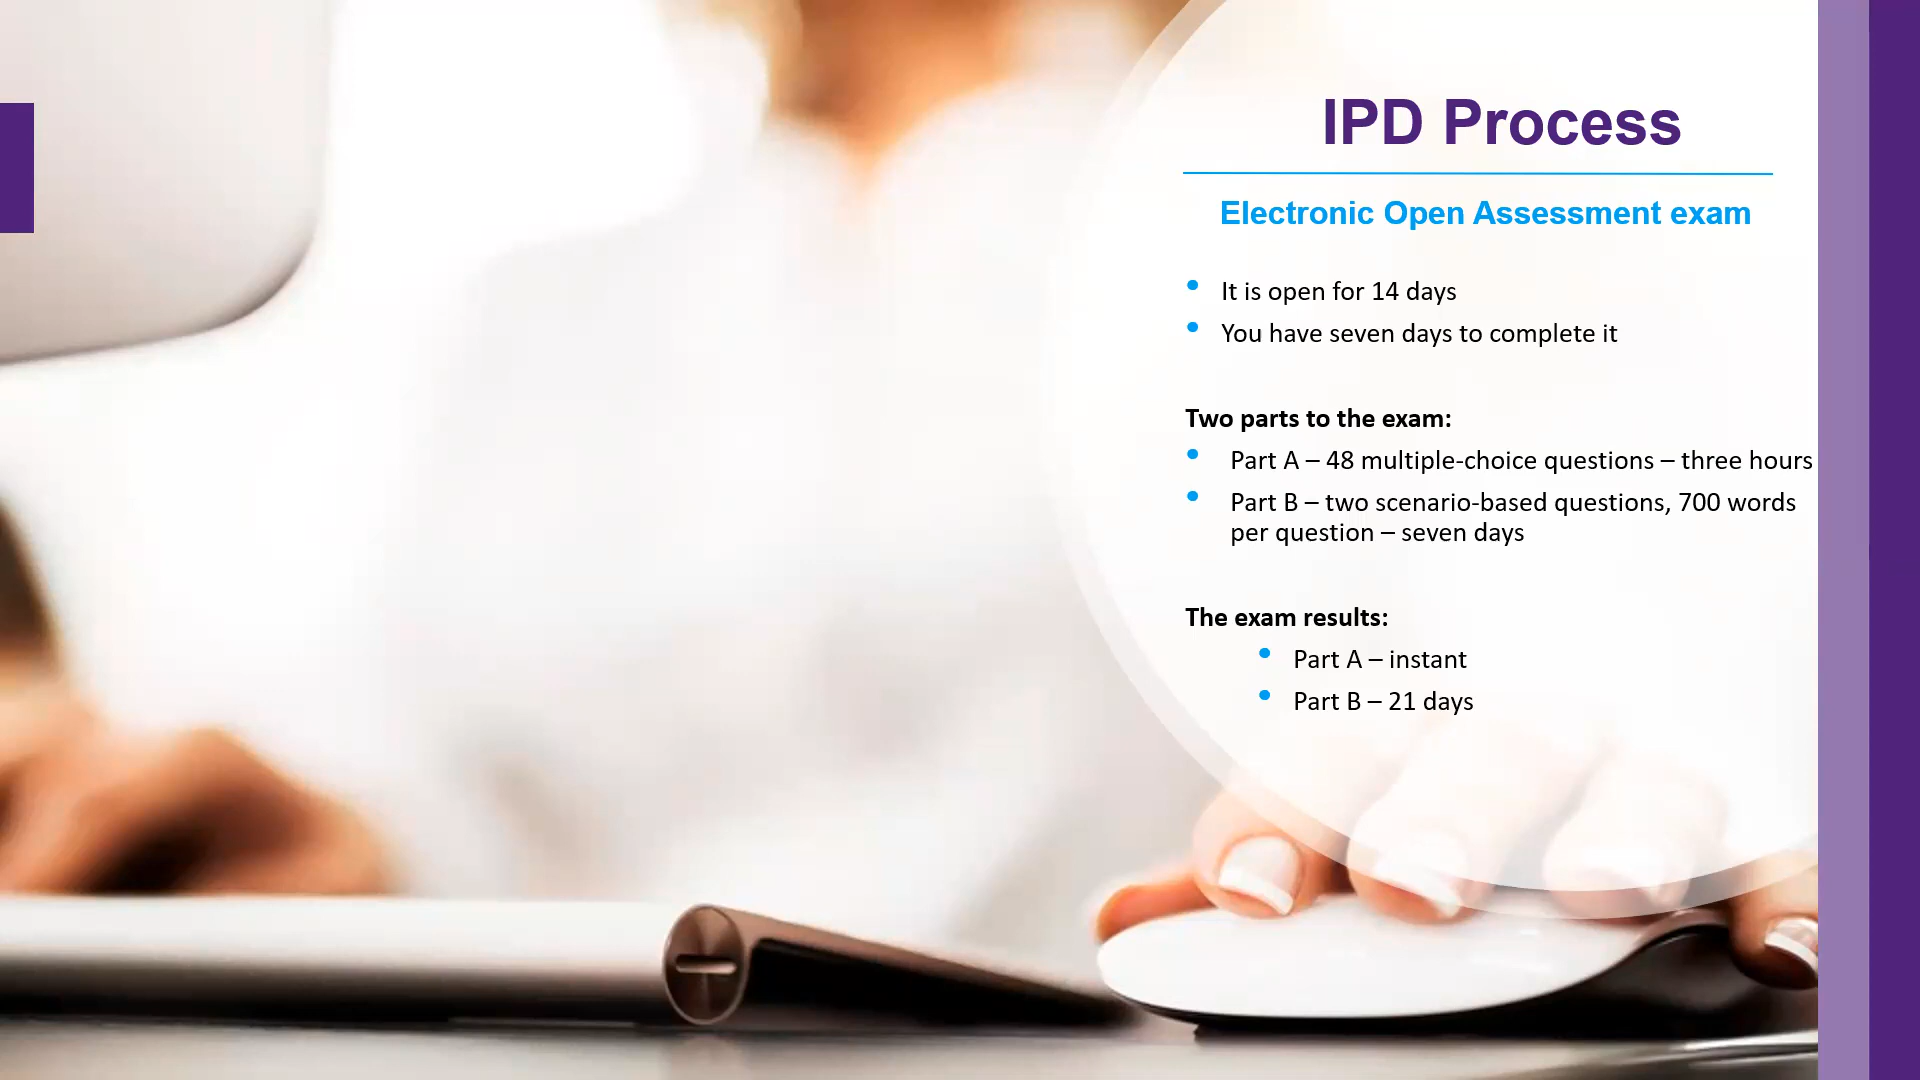 IPD Process
Electronic Open Assessment exam
• It is open for 14 days
• You have seven days to complete it
Two parts to the exam:
• Part A – 48 multiple-choice questions – three hours
• Part B – two scenario-based questions, 700 words
per question – seven days
The exam results:
• Part A – instant
• Part B – 21 days